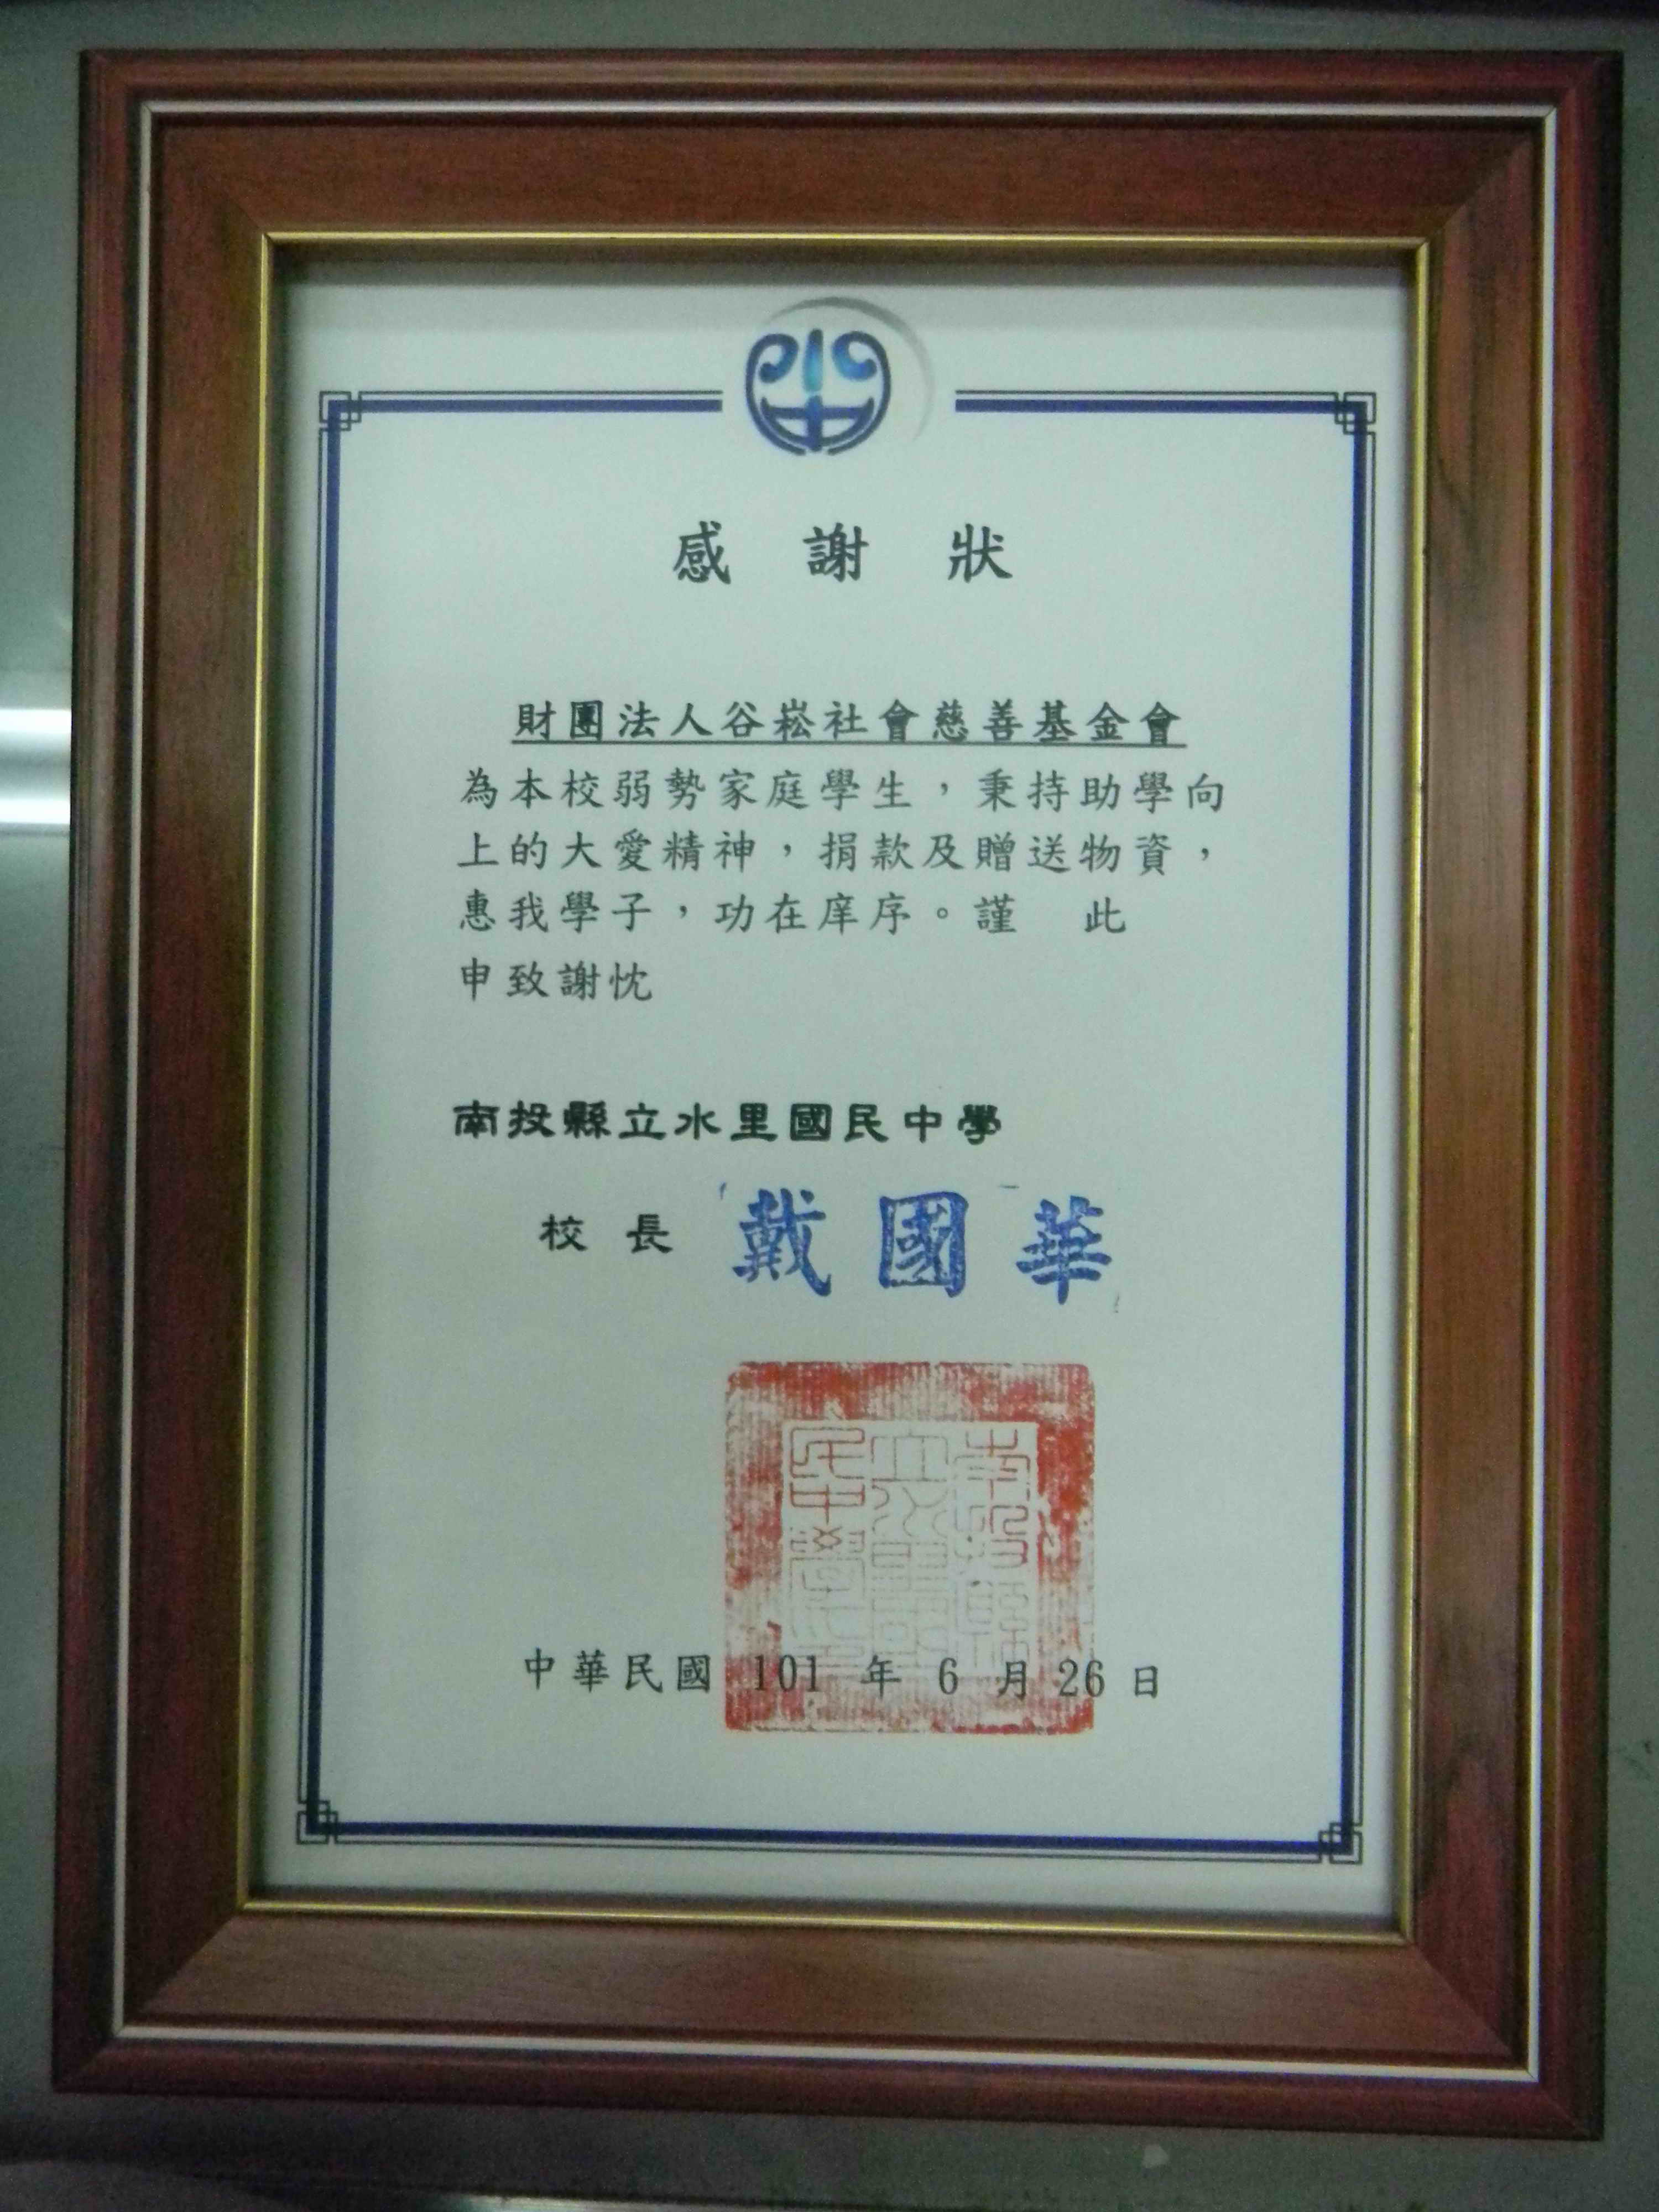 感謝狀
財團法人谷崧社會慈善基金會
為本校弱勢家庭學生，秉持助學向
上的大愛精神，捐款及贈送物資，
惠我學子，功在庠序。謹 此
申致謝忱
南投縣立水里國民中學
校長 戴國華
中華民國 101 年 6 月 26 日